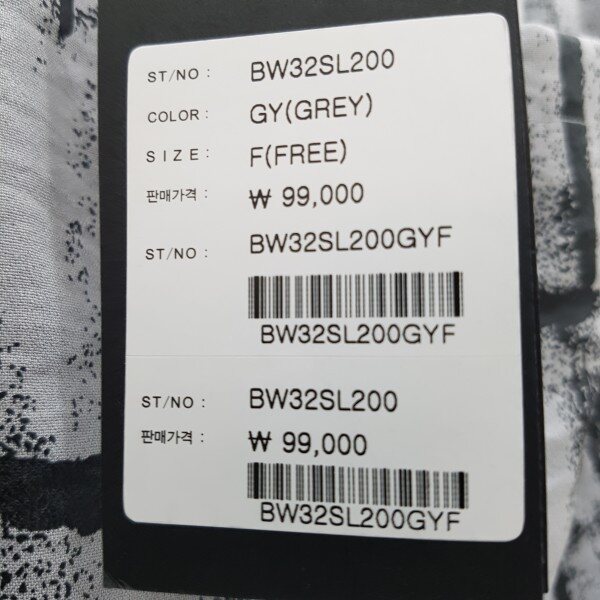 ST/NO : BW32SL200
COLOR : GY(GREY)
SIZE : F(FREE)
판매가격 : ₩ 99,000
ST/NO : BW32SL200GYF
BW32SL200GYF
ST/NO : BW32SL200
판매가격 : ₩ 99,000
BW32SL200GYF